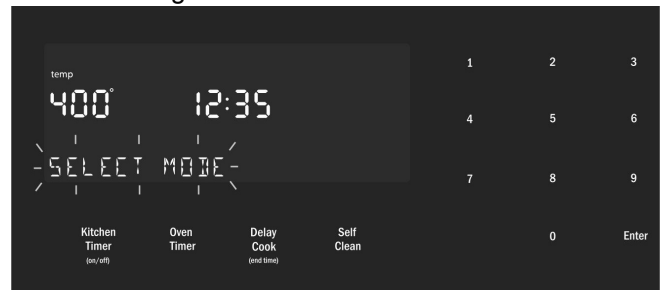 temp
400° 12:35
SELECT MODE
Kitchen Timer (on/off)
Oven Timer
Delay Cook (end time)
Self Clean
1 2 3
4 5 6
7 8 9
0 Enter